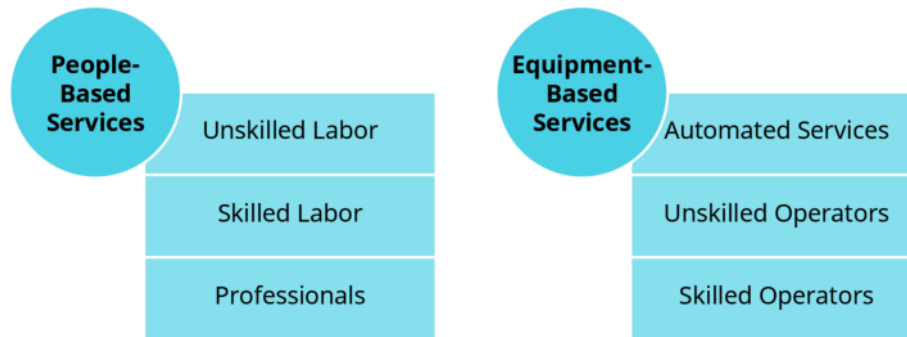 People-
Based
Services
Unskilled Labor
Skilled Labor
Professionals
Equipment-
Based
Services
Automated Services
Unskilled Operators
Skilled Operators